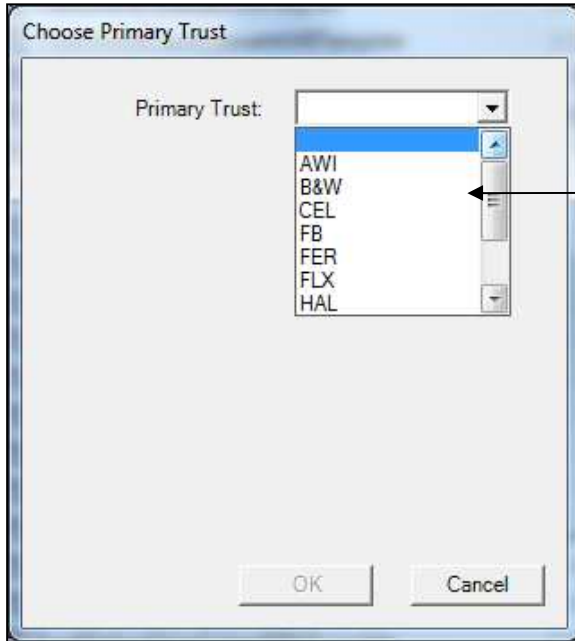 Choose Primary Trust
Primary Trust:
AWI
B&W
CEL
FB
FER
FLX
HAL
OK Cancel